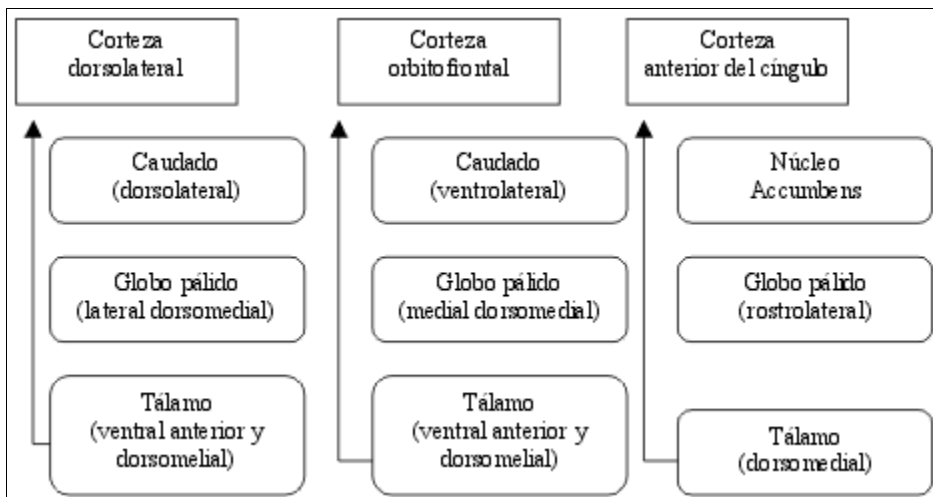 Corteza
dorsolateral
Corteza
orbitofrontal
Corteza
anterior del cíngulo
Caudado
(dorsolateral)
Caudado
(ventrolateral)
Núcleo
Accumbens
Globo pálido
(lateral dorsomedial)
Globo pálido
(medial dorsomedial)
Globo pálido
(rostrolateral)
Tálamo
(ventral anterior y
dorsomelial)
Tálamo
(ventral anterior y
dorsomelial)
Tálamo
(dorsomedial)